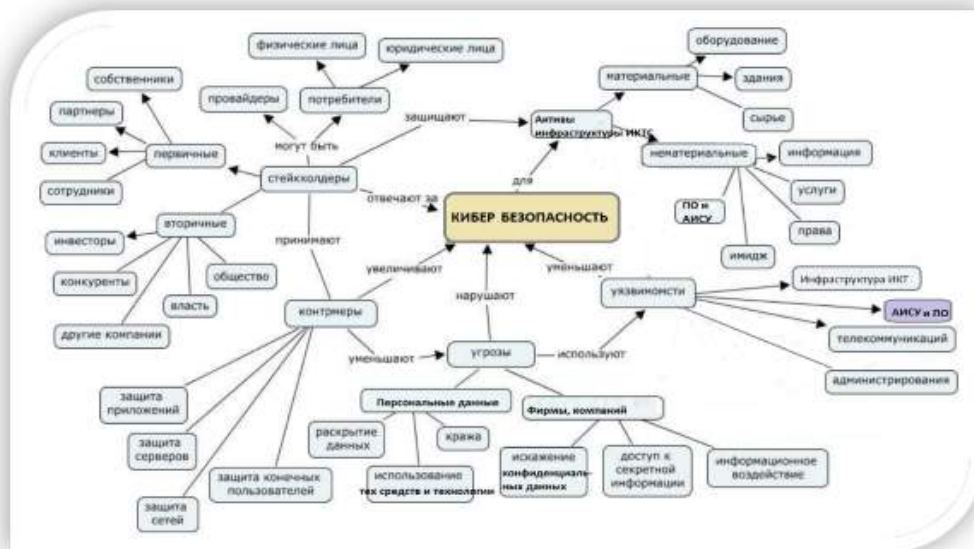 физические лица
юридические лица
оборудование
собственники
материальные
здания
провайдеры
потребители
партнеры
защищают
Активы
инфраструктуры ИКТС
сырье
могут быть
клиенты
первичные
нематериальные
информация
стейкхолдеры
для
сотрудники
отвечают за
услуги
ПО и
АИСУ
КИБЕР БЕЗОПАСНОСТЬ
вторичные
права
инвесторы
принимают
имидж
увеличивают
уменьшают
общество
конкуренты
Инфраструктура ИКТ
уязвимомсти
нарушают
власть
контрмеры
АИСУ и ПО
другие компании
телекоммуникаций
уменьшают
угрозы
используют
администрирования
защита
приложений
Персональные данные
Фирмы, компаний
раскрытие
данных
кража
защита
серверов
искажение
конфиденциаль-
ных данных
доступ к
секретной
информации
информационное
воздействие
использование
тех средств и технологии
защита конечных
пользователей
защита
сетей